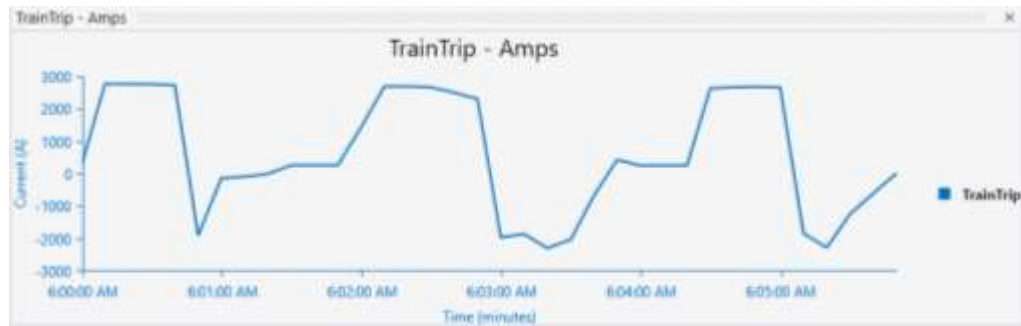 TrainTrip - Amps
TrainTrip - Amps
3000
2000
1000
0
-1000
-2000
-3000
Current (A)
6:00:00 AM 6:01:00 AM 6:02:00 AM 6:03:00 AM 6:04:00 AM 6:05:00 AM
Time (minutes)
TrainTrip